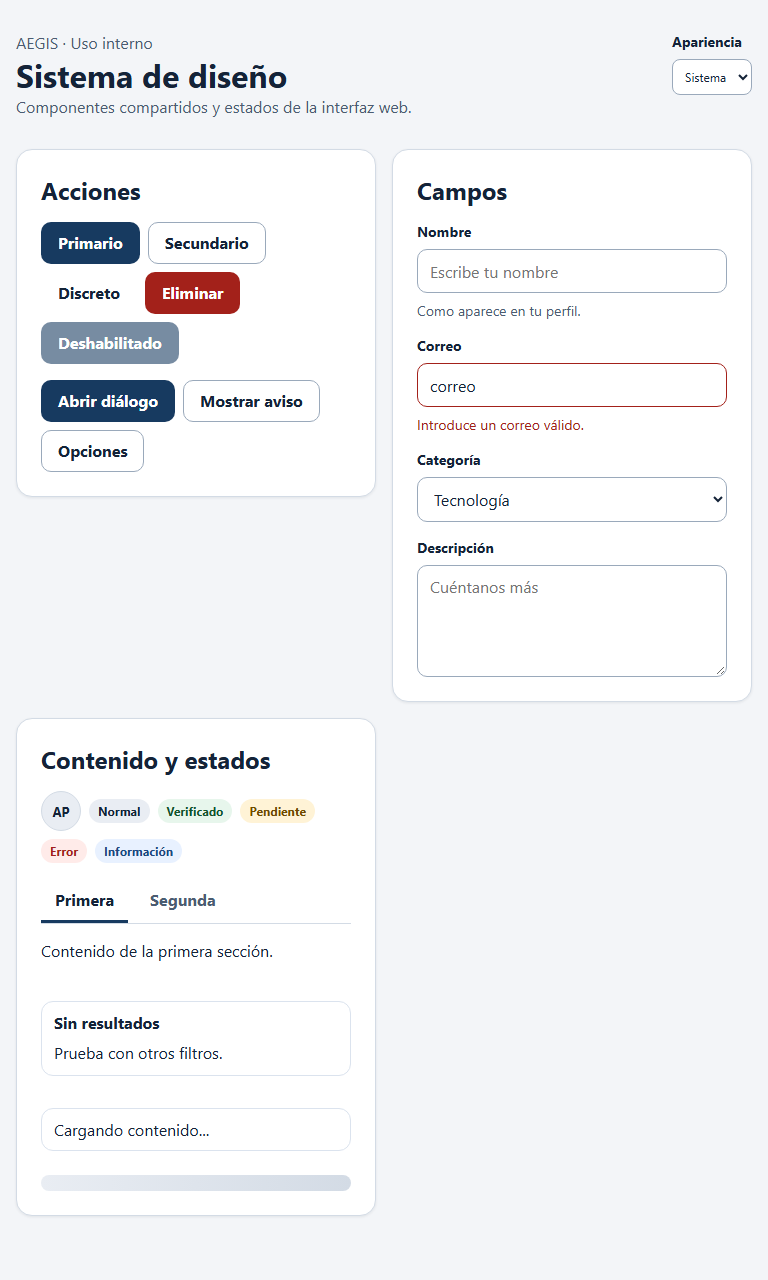 AEGIS · Uso interno
Sistema de diseño
Componentes compartidos y estados de la interfaz web.
Apariencia
Sistema
Acciones
Primario
Secundario
Discreto
Eliminar
Deshabilitado
Abrir diálogo
Mostrar aviso
Opciones
Campos
Nombre
Escribe tu nombre
Como aparece en tu perfil.
Correo
correo
Introduce un correo válido.
Categoría
Tecnología
Descripción
Cuéntanos más
Contenido y estados
AP
Normal
Verificado
Pendiente
Error
Información
Primera
Segunda
Contenido de la primera sección.
Sin resultados
Prueba con otros filtros.
Cargando contenido...